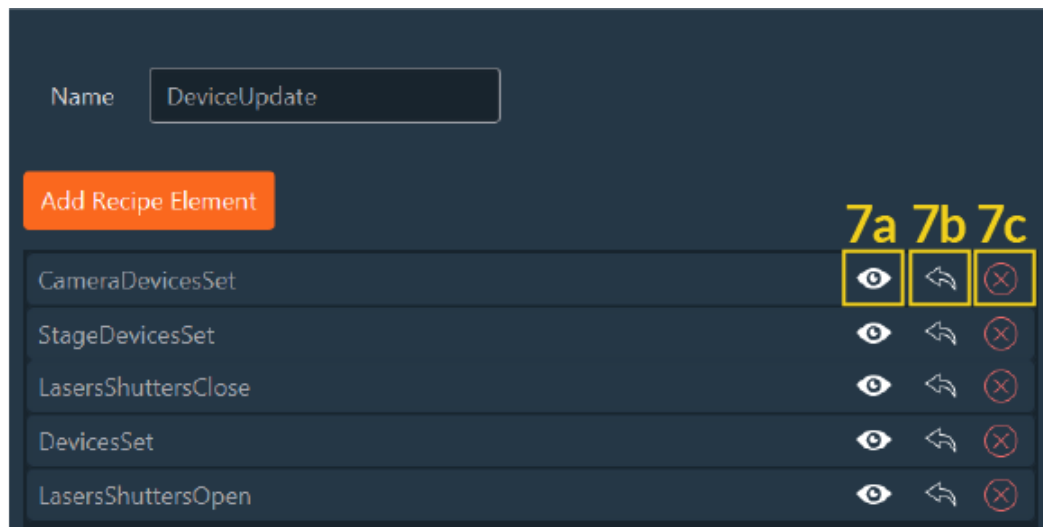 Name DeviceUpdate
Add Recipe Element
7a 7b 7c
CameraDevicesSet
StageDevicesSet
LasersShuttersClose
DevicesSet
LasersShuttersOpen